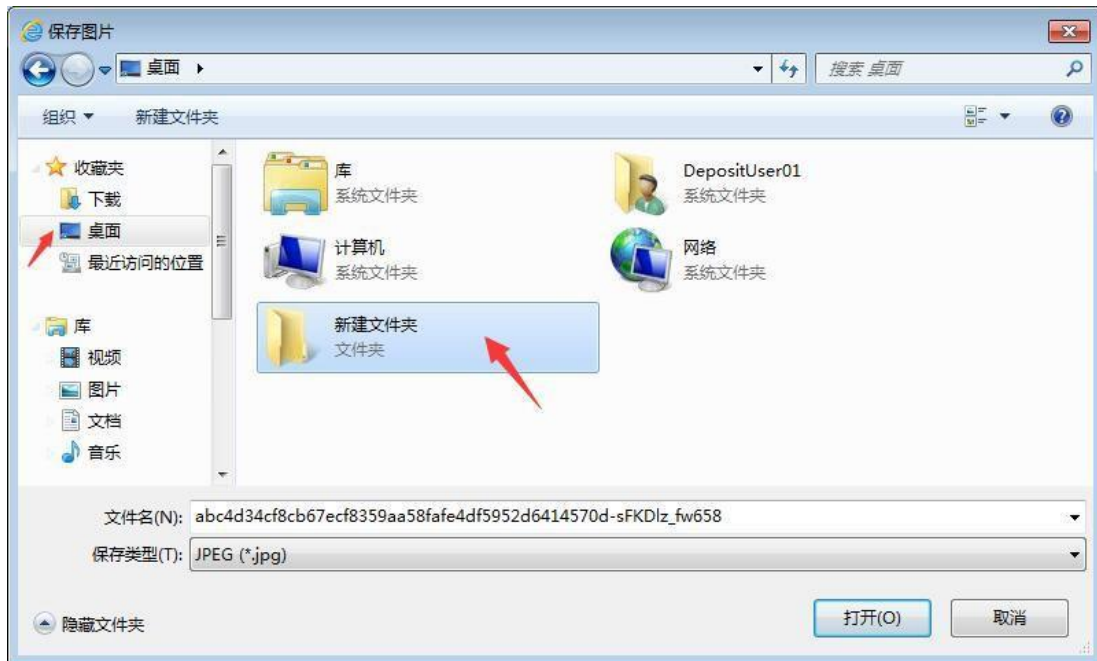 保存图片
桌面
搜索 桌面
组织
新建文件夹
收藏夹
下载
桌面
最近访问的位置
库
视频
图片
文档
音乐
库
系统文件夹
DepositUser01
系统文件夹
计算机
系统文件夹
网络
系统文件夹
新建文件夹
文件夹
文件名(N): abc4d34cf8cb67ecf8359aa58fafe4df5952d6414570d-sFKDlz_fw658
保存类型(T): JPEG (*.jpg)
隐藏文件夹
打开(O)
取消